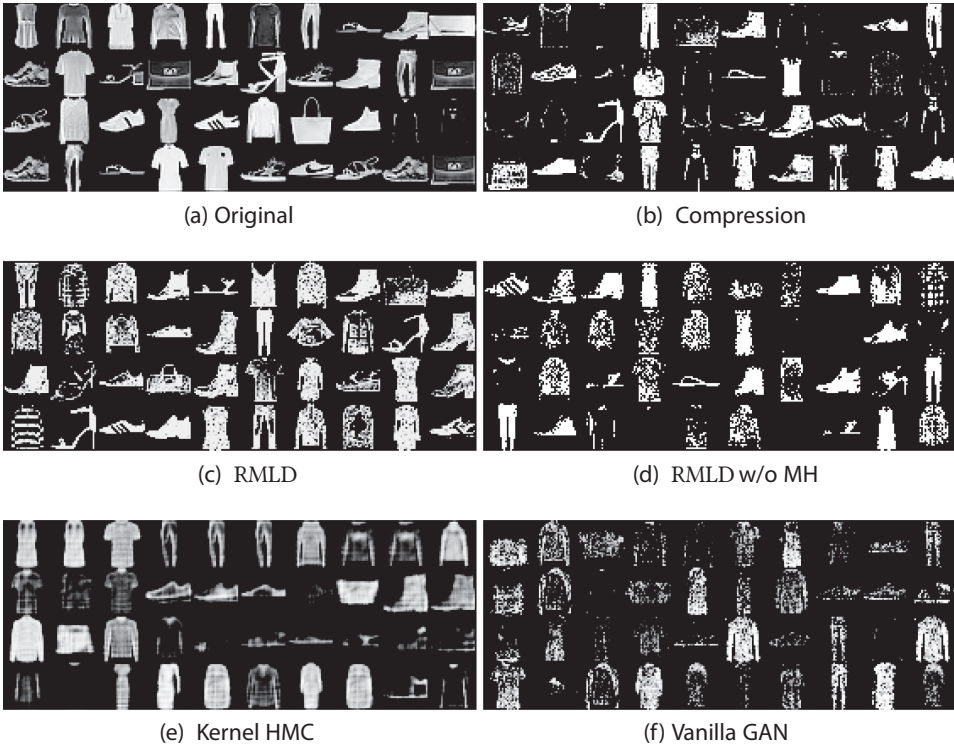 (a) Original
(b) Compression
(c) RMLD
(d) RMLD w/o MH
(e) Kernel HMC
(f) Vanilla GAN